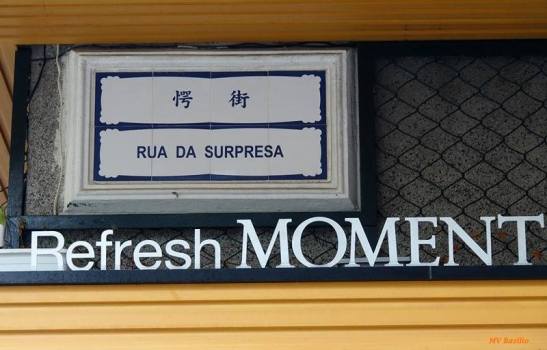 愕街
RUA DA SURPRESA
Refresh MOMENT
MV Basilio